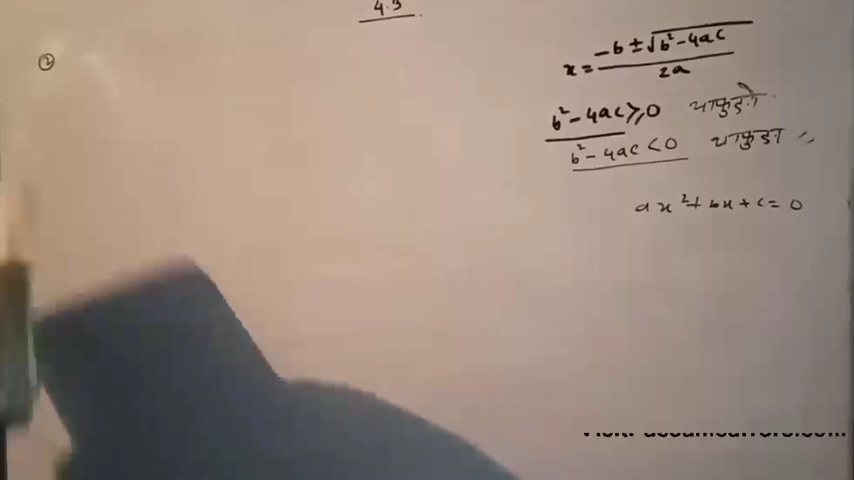 4.3
②
x = -b ± √b² - 4ac / 2a
b² - 4ac ≥ 0
b² - 4ac < 0
ax² + bx + c = 0